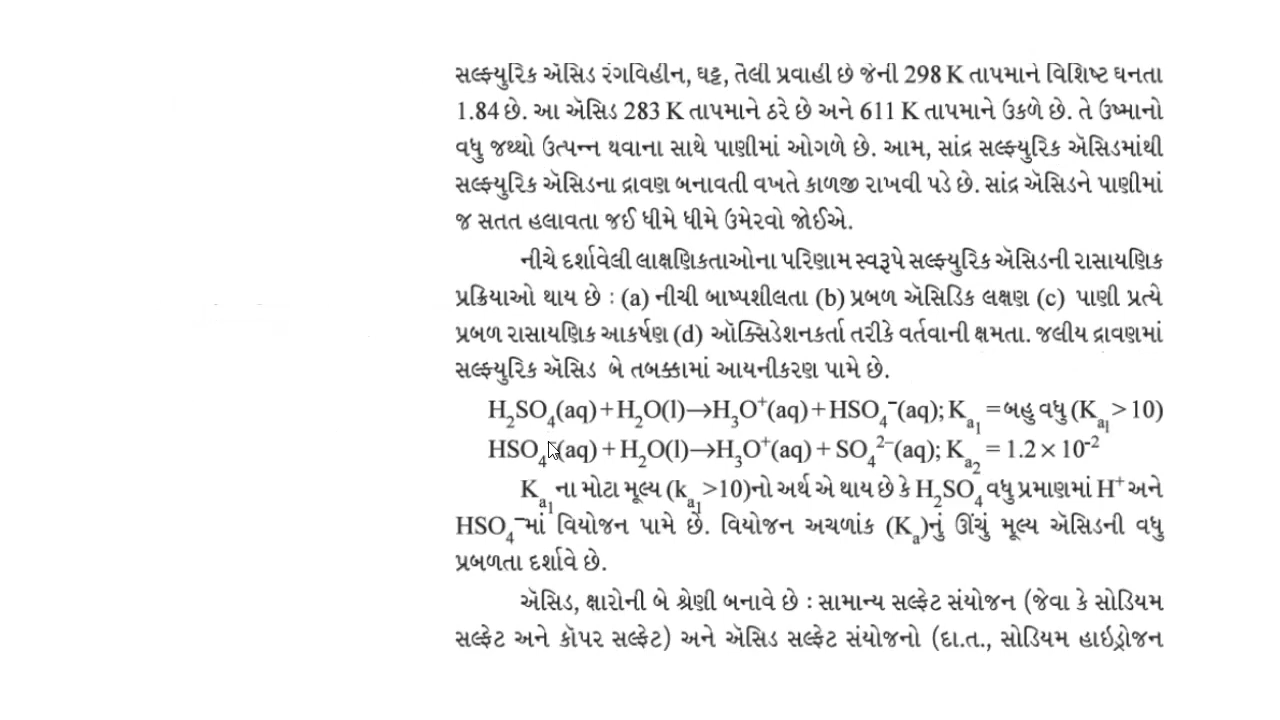 સલ્ફ્યુરિક ઍસિડ રંગવિહીન, ઘટ્ટ, તેલી પ્રવાહી છે જેની 298 K તાપમાને વિશિષ્ટ ઘનતા
1.84 છે. આ ઍસિડ 283 K તાપમાને ઠરે છે અને 611 K તાપમાને ઉકળે છે. તે ઉષ્માનો
વધુ જથ્થો ઉત્પન્ન થવાના સાથે પાણીમાં ઓગળે છે. આમ, સાંદ્ર સલ્ફ્યુરિક ઍસિડમાંથી
સલ્ફ્યુરિક ઍસિડના દ્રાવણ બનાવતી વખતે કાળજી રાખવી પડે છે. સાંદ્ર ઍસિડને પાણીમાં
જ સતત હલાવતા જઈ ધીમે ધીમે ઉમેરવો જોઈએ.
નીચે દર્શાવેલી લાક્ષણિકતાઓના પરિણામ સ્વરૂપે સલ્ફ્યુરિક ઍસિડની રાસાયણિક
પ્રક્રિયાઓ થાય છે : (a) નીચી બાષ્પશીલતા (b) પ્રબળ ઍસિડિક લક્ષણ (c) પાણી પ્રત્યે
પ્રબળ રાસાયણિક આકર્ષણ (d) ઑક્સિડેશનકર્તા તરીકે વર્તવાની ક્ષમતા. જલીય દ્રાવણમાં
સલ્ફ્યુરિક ઍસિડ બે તબક્કામાં આયનીકરણ પામે છે.
H₂SO₄(aq) + H₂O(l)→H₃O⁺(aq) + HSO₄⁻(aq); Kₐ₁ = બહુ વધુ (Kₐ₁ > 10)
HSO₄⁻(aq) + H₂O(l)→H₃O⁺(aq) + SO₄²⁻(aq); Kₐ₂ = 1.2 × 10⁻²
Kₐ₁ ના મોટા મૂલ્ય (kₐ₁ >10)નો અર્થ એ થાય છે કે H₂SO₄ વધુ પ્રમાણમાં H⁺ અને
HSO₄⁻માં વિયોજન પામે છે. વિયોજન અચળાંક (Kₐ)નું ઊંચું મૂલ્ય ઍસિડની વધુ
પ્રબળતા દર્શાવે છે.
ઍસિડ, ક્ષારોની બે શ્રેણી બનાવે છે : સામાન્ય સલ્ફેટ સંયોજન (જેવા કે સોડિયમ
સલ્ફેટ અને કૉપર સલ્ફેટ) અને ઍસિડ સલ્ફેટ સંયોજનો (દા.ત., સોડિયમ હાઇડ્રોજન